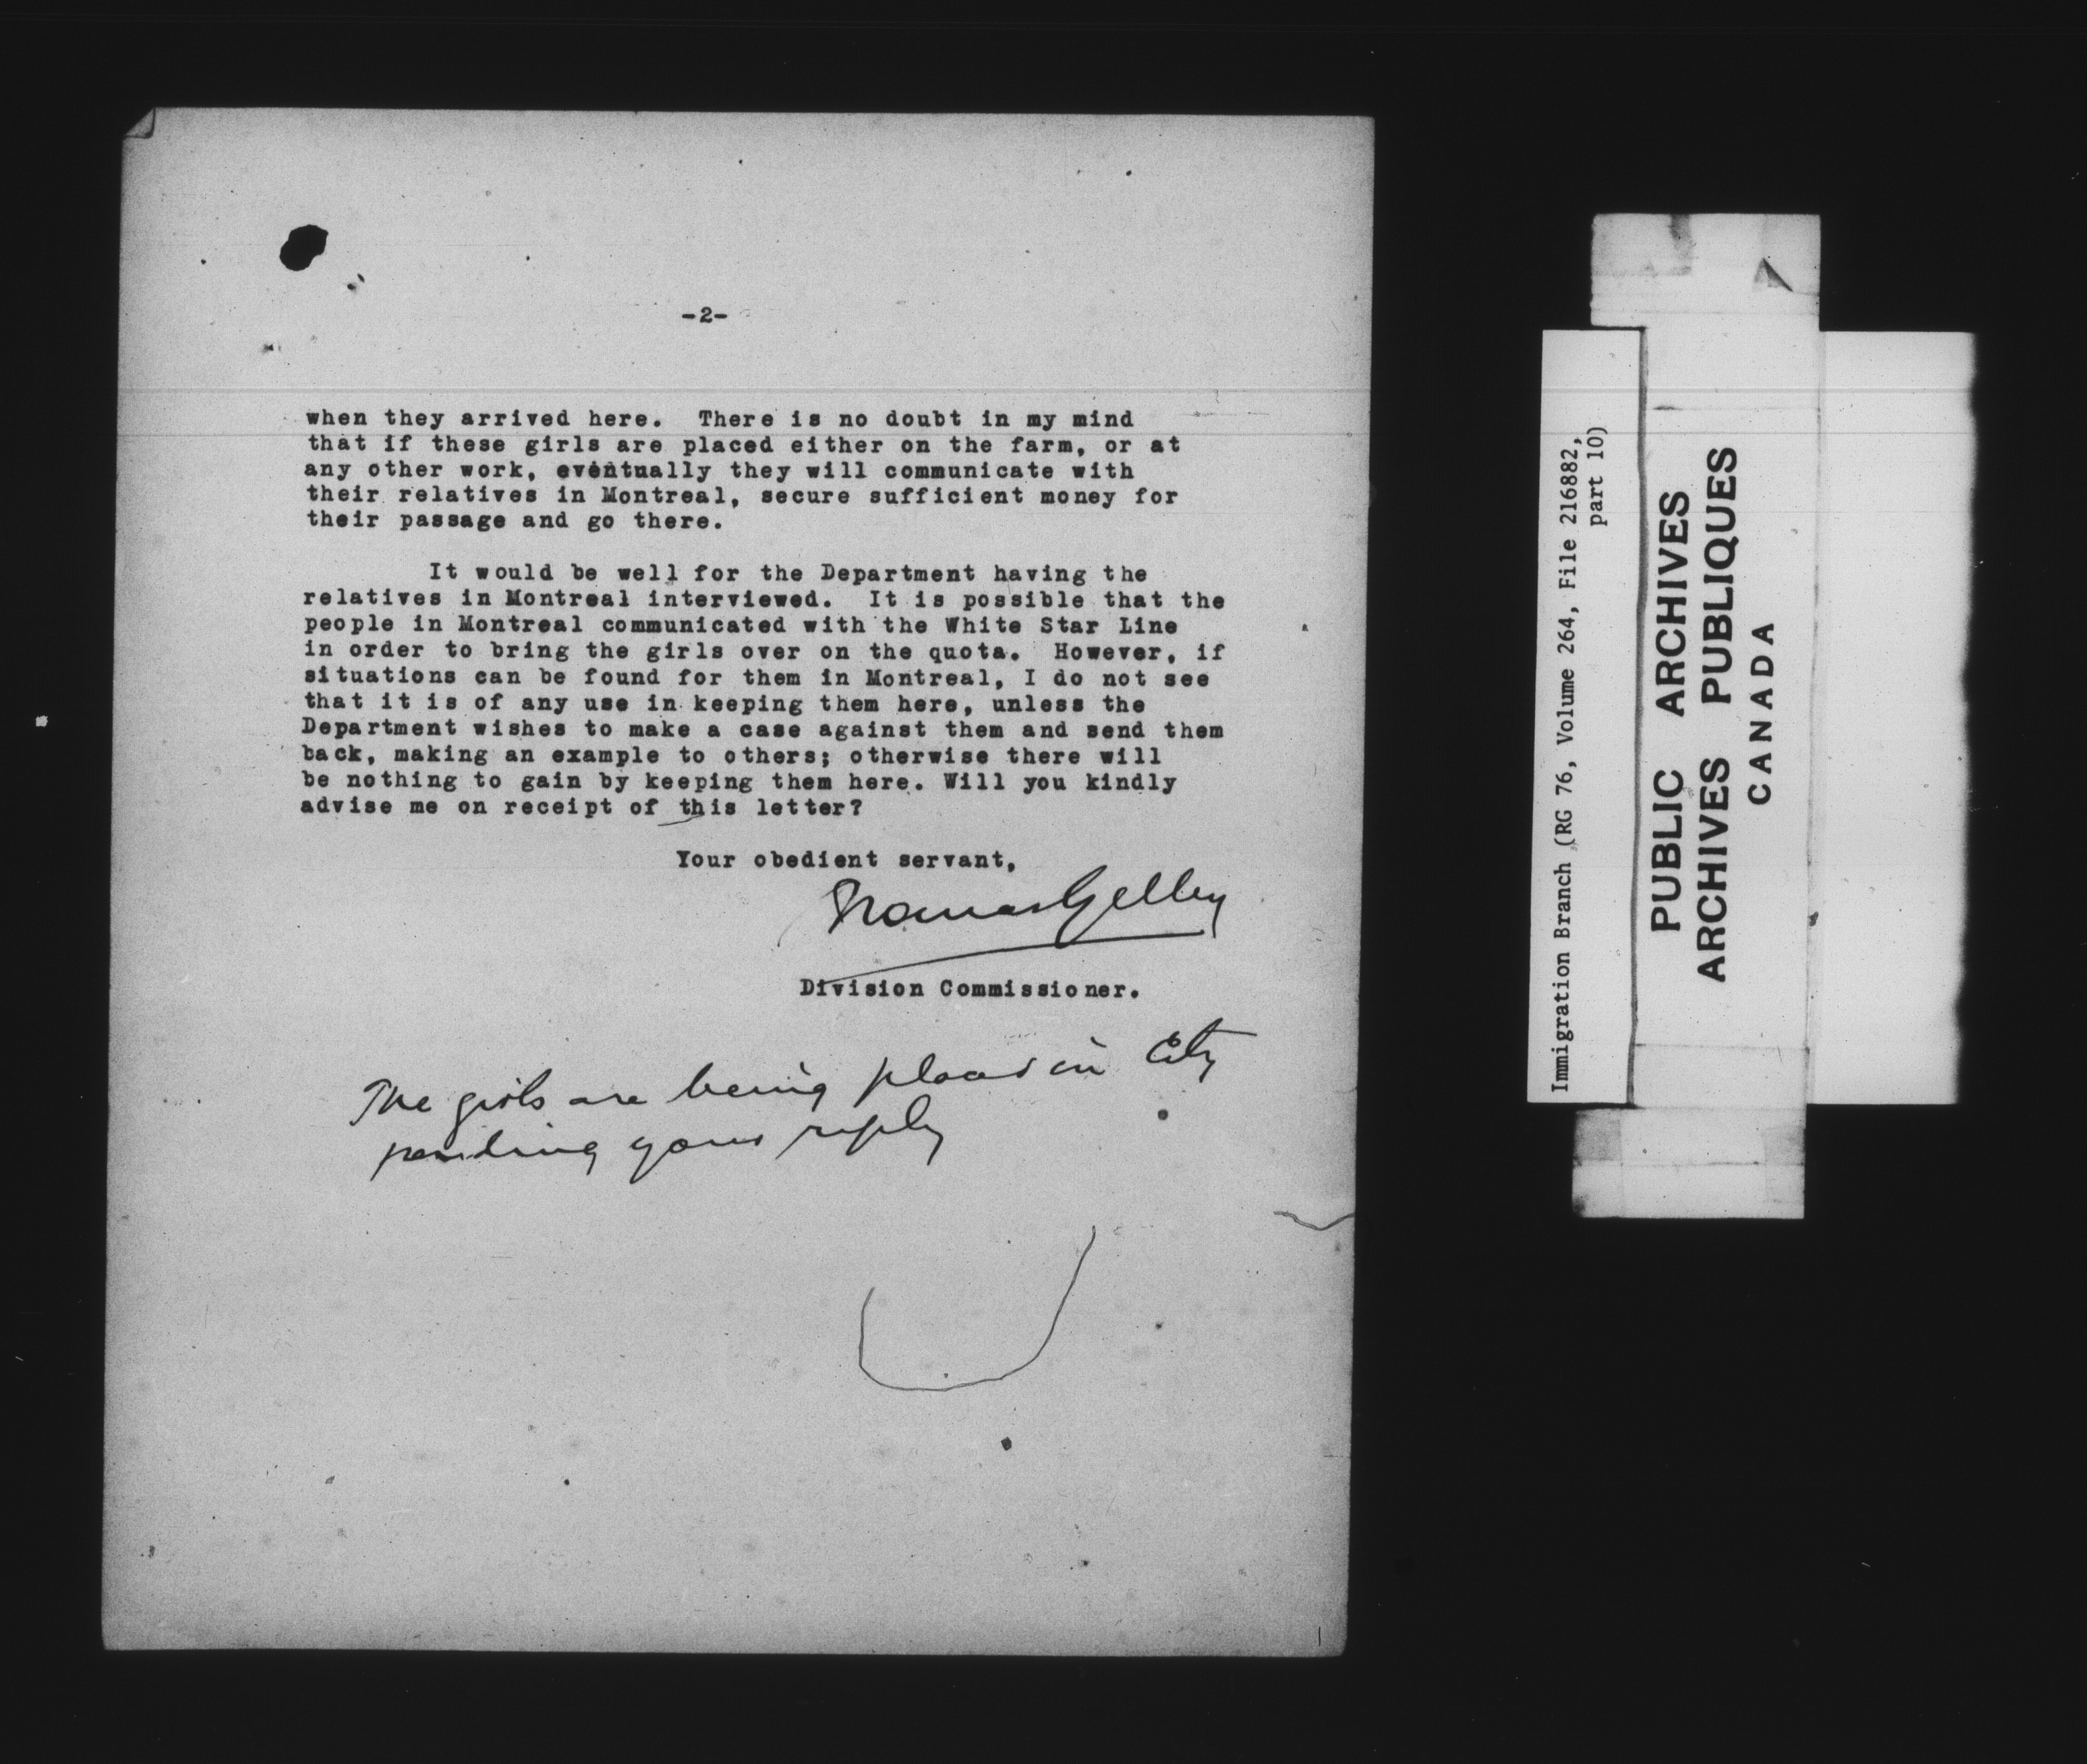 -2-
when they arrived here. There is no doubt in my mind
that if these girls are placed either on the farm, or at
any other work, eventually they will communicate with
their relatives in Montreal, secure sufficient money for
their passage and go there.
It would be well for the Department having the
relatives in Montreal interviewed. It is possible that the
people in Montreal communicated with the White Star Line
in order to bring the girls over on the quota. However, if
situations can be found for them in Montreal, I do not see
that it is of any use in keeping them here, unless the
Department wishes to make a case against them and send them
back, making an example to others; otherwise there will
be nothing to gain by keeping them here. Will you kindly
advise me on receipt of this letter?
Your obedient servant,
Thomas Gelley
Division Commissioner.
The girls are being placed in City
pending your reply
Immigration Branch (RG 76, Volume 264, File 216882,
part 10)
PUBLIC ARCHIVES
ARCHIVES PUBLIQUES
CANADA